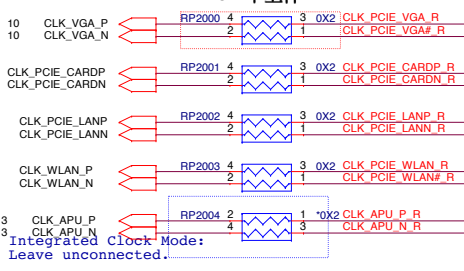 10 CLK_VGA_P RP2000 4 3 0X2 CLK_PCIE_VGA_R
10 CLK_VGA_N 2 1 CLK_PCIE_VGA#_R
CLK_PCIE_CARDP RP2001 4 3 0X2 CLK_PCIE_CARDP_R
CLK_PCIE_CARDN 2 1 CLK_PCIE_CARDN_R
CLK_PCIE_LANP RP2002 4 3 0X2 CLK_PCIE_LANP_R
CLK_PCIE_LANN 2 1 CLK_PCIE_LANN_R
CLK_WLAN_P RP2003 4 3 0X2 CLK_PCIE_WLAN_R
CLK_WLAN_N 2 1 CLK_PCIE_WLAN#_R
3 CLK_APU_P RP2004 2 1 *0X2 CLK_APU_P_R
3 CLK_APU_N 4 3 CLK_APU_N_R
Integrated Clock Mode:
Leave unconnected.